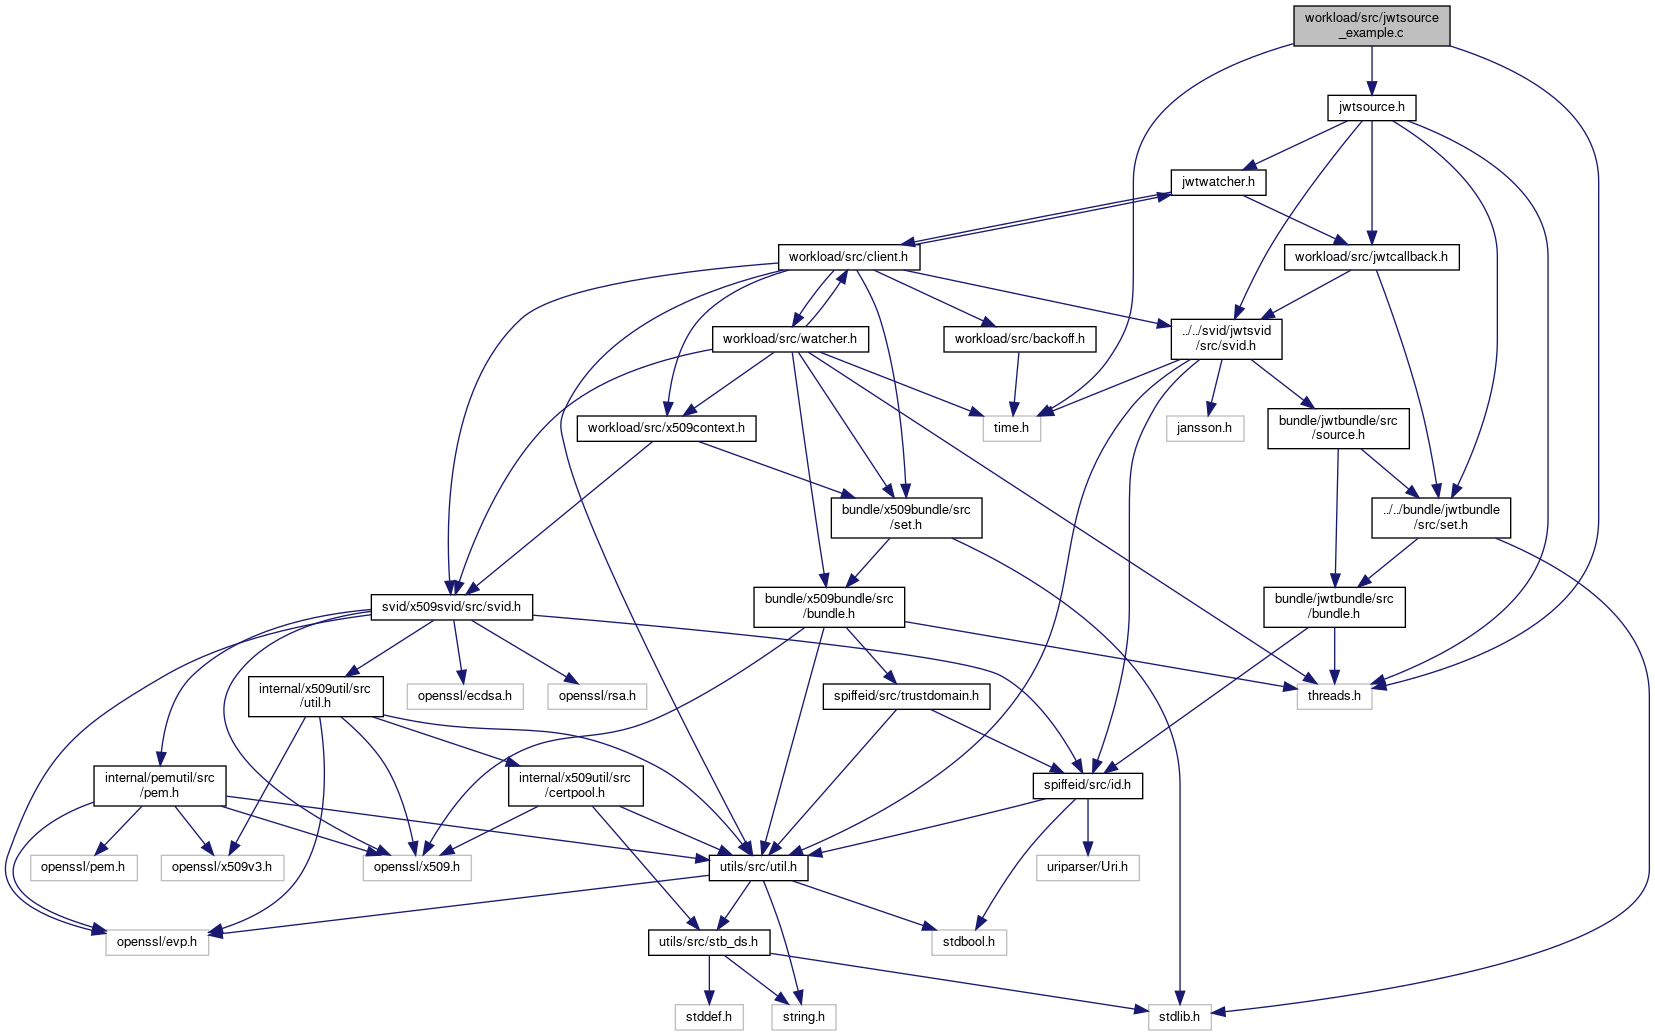 workload/src/jwtsource
_example.c
jwtsource.h
jwtwatcher.h
workload/src/client.h
workload/src/jwtcallback.h
workload/src/watcher.h
workload/src/backoff.h
../../svid/jwtsvid
/src/svid.h
workload/src/x509context.h
time.h
jansson.h
bundle/jwtbundle/src
/source.h
bundle/x509bundle/src
/set.h
../../bundle/jwtbundle
/src/set.h
svid/x509svid/src/svid.h
bundle/x509bundle/src
/bundle.h
bundle/jwtbundle/src
/bundle.h
internal/x509util/src
/util.h
openssl/ecdsa.h
openssl/rsa.h
spiffeid/src/trustdomain.h
threads.h
internal/pemutil/src
/pem.h
internal/x509util/src
/certpool.h
spiffeid/src/id.h
openssl/pem.h
openssl/x509v3.h
openssl/x509.h
utils/src/util.h
uriparser/Uri.h
openssl/evp.h
utils/src/stb_ds.h
stdbool.h
stddef.h
string.h
stdlib.h